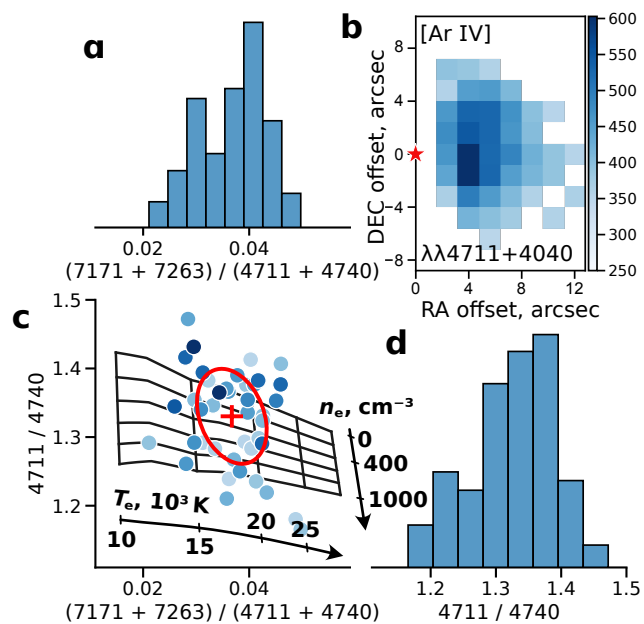 a
0.02 0.04
(7171 + 7263) / (4711 + 4740)
b
[Ar IV]
λλ4711+4040
8
4
0
−4
−8
DEC offset, arcsec
0 4 8 12
RA offset, arcsec
600
550
500
450
400
350
300
250
c
1.5
1.4
1.3
1.2
4711 / 4740
nₑ, cm⁻³
0
400
1000
Tₑ, 10³ K
10 15 20 25
0.02 0.04
(7171 + 7263) / (4711 + 4740)
d
1.2 1.3 1.4 1.5
4711 / 4740